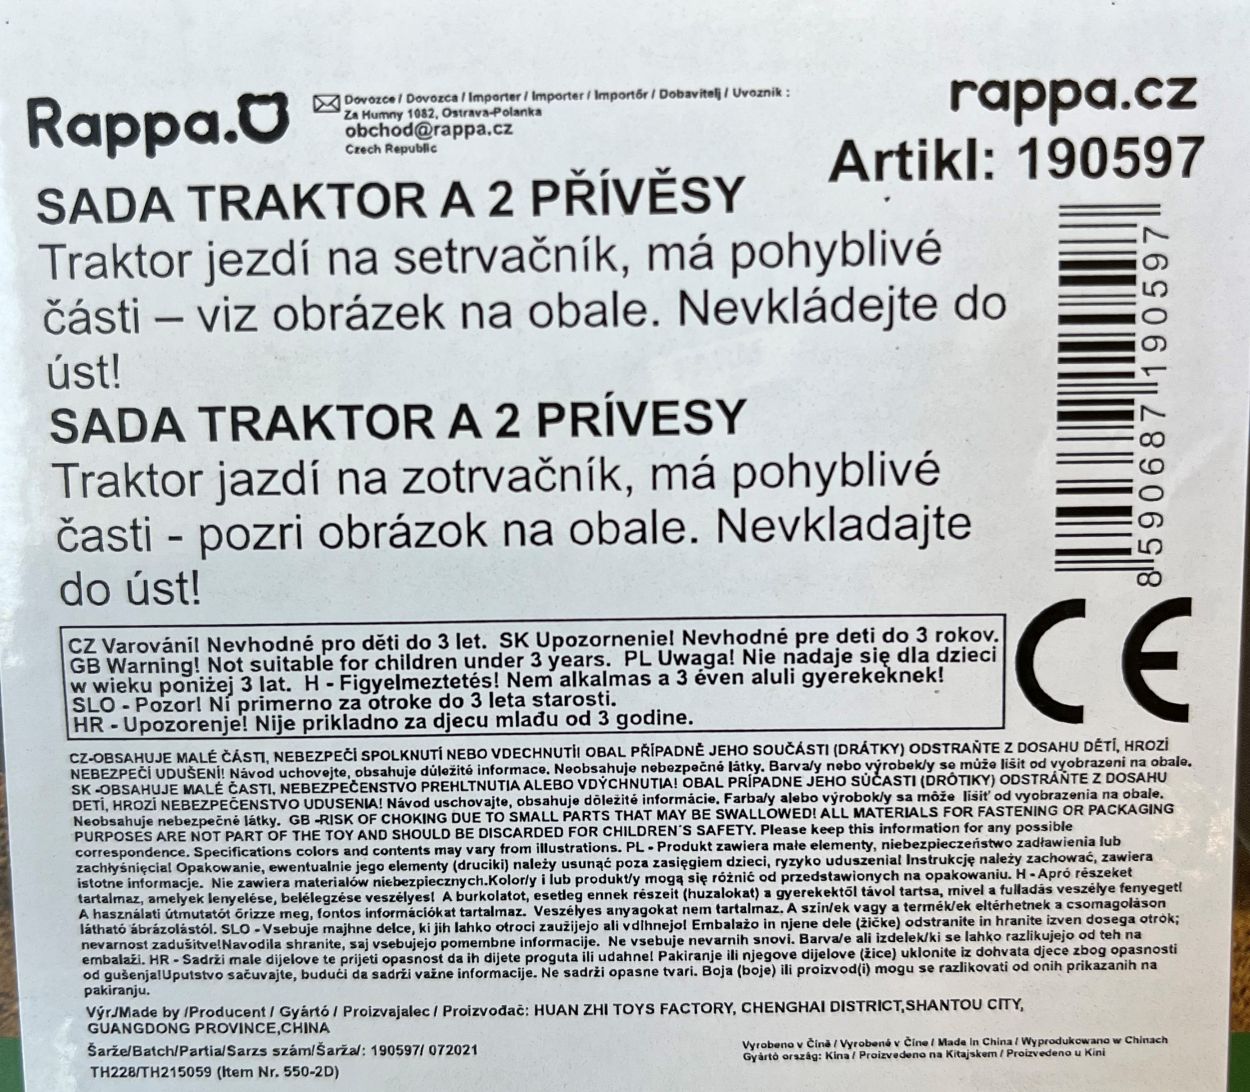 Rappa.
Dovozce / Dovozca / Importer / Importer / Importőr / Dobavitelj / Uvoznik :
Za Humny 1082, Ostrava-Polanka
obchod@rappa.cz
Czech Republic
rappa.cz
Artikl: 190597
SADA TRAKTOR A 2 PŘÍVĚSY
Traktor jezdí na setrvačník, má pohyblivé
části – viz obrázek na obale. Nevkládejte do
úst!
SADA TRAKTOR A 2 PRÍVESY
Traktor jazdí na zotrvačník, má pohyblivé
časti - pozri obrázok na obale. Nevkladajte
do úst!
8590687190597
CE
CZ Varování! Nevhodné pro děti do 3 let. SK Upozornenie! Nevhodné pre deti do 3 rokov.
GB Warning! Not suitable for children under 3 years. PL Uwaga! Nie nadaje się dla dzieci
w wieku poniżej 3 lat. H - Figyelmeztetés! Nem alkalmas a 3 éven aluli gyerekeknek!
SLO - Pozor! Ni primerno za otroke do 3 leta starosti.
HR - Upozorenje! Nije prikladno za djecu mlađu od 3 godine.
CZ-OBSAHUJE MALÉ ČÁSTI, NEBEZPEČÍ SPOLKNUTÍ NEBO VDECHNUTÍ! OBAL PŘÍPADNĚ JEHO SOUČÁSTI (DRÁTKY) ODSTRAŇTE Z DOSAHU DĚTÍ, HROZÍ
NEBEZPEČÍ UDUŠENÍ! Návod uchovejte, obsahuje důležité informace. Neobsahuje nebezpečné látky. Barva/y nebo výrobek/y se může lišit od vyobrazení na obale.
SK -OBSAHUJE MALÉ ČASTI, NEBEZPEČENSTVO PREHLTNUTIA ALEBO VDÝCHNUTIA! OBAL PRÍPADNE JEHO SÚČASTI (DRÔTIKY) ODSTRÁŇTE Z DOSAHU
DETÍ, HROZÍ NEBEZPEČENSTVO UDUSENIA! Návod uschovajte, obsahuje dôležité informácie. Farba/y alebo výrobok/y sa môže lišiť od vyobrazenia na obale.
Neobsahuje nebezpečné látky. GB -RISK OF CHOKING DUE TO SMALL PARTS THAT MAY BE SWALLOWED! ALL MATERIALS FOR FASTENING OR PACKAGING
PURPOSES ARE NOT PART OF THE TOY AND SHOULD BE DISCARDED FOR CHILDREN'S SAFETY. Please keep this information for any possible
correspondence. Specifications colors and contents may vary from illustrations. PL - Produkt zawiera małe elementy, niebezpieczeństwo zadławienia lub
zachłyśnięcia! Opakowanie, ewentualnie jego elementy (druciki) należy usunąć poza zasięgiem dzieci, ryzyko uduszenia! Instrukcję należy zachować, zawiera
istotne informacje. Nie zawiera materiałów niebezpiecznych.Kolor/y i lub produkt/y mogą się różnić od przedstawionych na opakowaniu. H - Apró részeket
tartalmaz, amelyek lenyelése, belélegzése veszélyes! A burkolatot, esetleg ennek részeit (huzalokat) a gyerekektől távol tartsa, mivel a fulladás veszélye fenyeget!
A használati útmutatót őrizze meg, fontos információkat tartalmaz. Veszélyes anyagokat nem tartalmaz. A szín/ek vagy a termék/ek eltérhetnek a csomagoláson
látható ábrázolástól. SLO - Vsebuje majhne delce, ki jih lahko otroci zaužijejo ali vdihnejo! Embalažo in njene dele (žičke) odstranite in hranite izven dosega otrok;
nevarnost zadušitve!Navodila shranite, saj vsebujejo pomembne informacije. Ne vsebuje nevarnih snovi. Barva/e ali izdelek/ki se lahko razlikujejo od teh na
embalaži. HR - Sadrži male dijelove te prijeti opasnost da ih dijete proguta ili udahne! Pakiranje ili njegove dijelove (žice) uklonite iz dohvata djece zbog opasnosti
od gušenja!Uputstvo sačuvajte, budući da sadrži važne informacije. Ne sadrži opasne tvari. Boja (boje) ili proizvod(i) mogu se razlikovati od onih prikazanih na
pakiranju.
Výr./Made by /Producent / Gyártó / Proizvajalec / Proizvođač: HUAN ZHI TOYS FACTORY, CHENGHAI DISTRICT,SHANTOU CITY,
GUANGDONG PROVINCE,CHINA
Šarže/Batch/Partia/Sarzs szám/Šarža/: 190597/ 072021
TH228/TH215059 (Item Nr. 550-2D)
Vyrobeno v Číně / Vyrobené v Číne / Made in China / Wyprodukowano w Chinach
Gyártó ország: Kína / Proizvedeno na Kitajskem / Proizvedeno u Kini